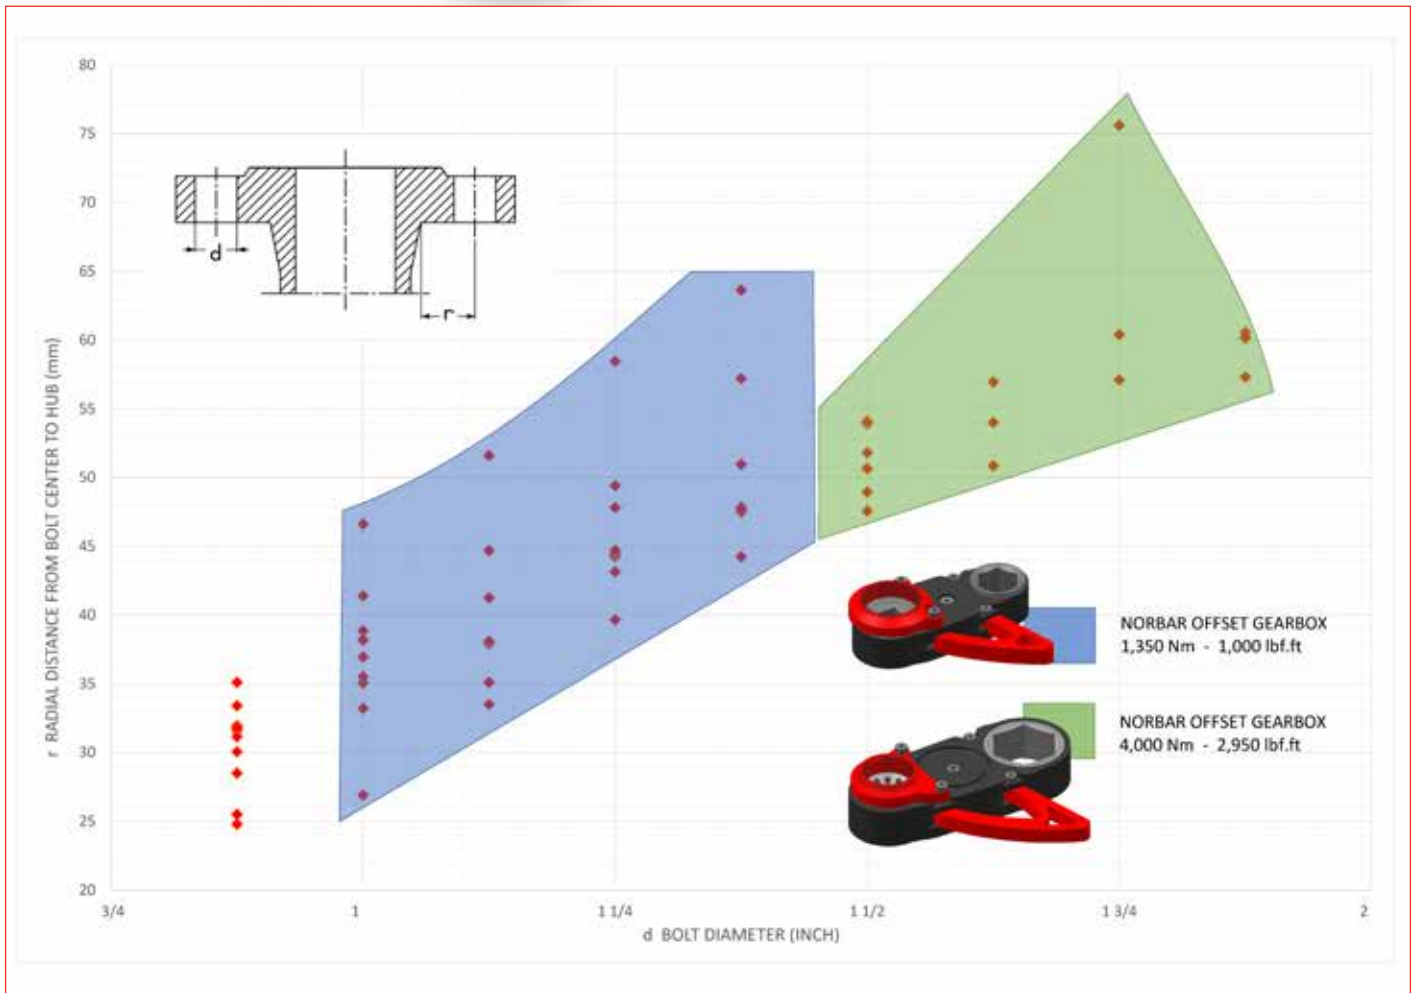 80
75
70
65
60
55
50
45
40
35
30
25
20
r RADIAL DISTANCE FROM BOLT CENTER TO HUB (mm)
d
r
NORBAR OFFSET GEARBOX
1,350 Nm - 1,000 lbf.ft
NORBAR OFFSET GEARBOX
4,000 Nm - 2,950 lbf.ft
3/4
1
1 1/4
1 1/2
1 3/4
2
d BOLT DIAMETER (INCH)